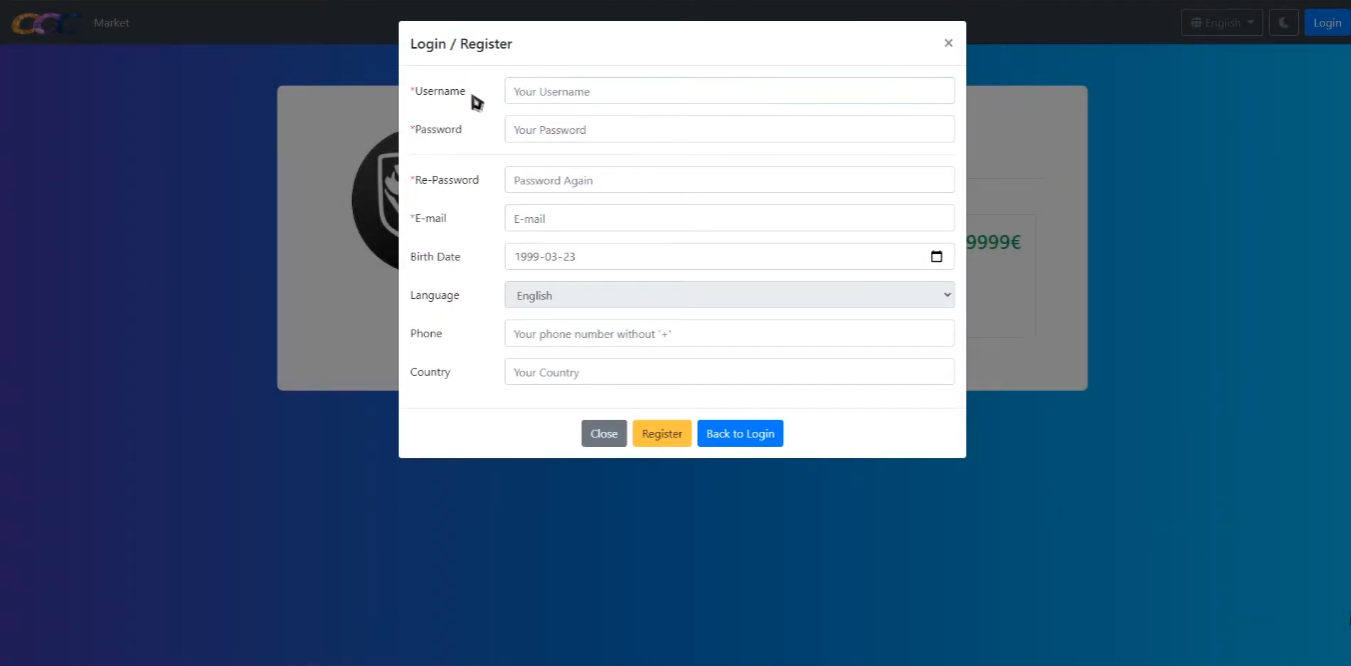 Market
English
Login
Login / Register
×
*Username
Your Username
*Password
Your Password
*Re-Password
Password Again
*E-mail
E-mail
Birth Date
1999-03-23
Language
English
Phone
Your phone number without '+'
Country
Your Country
Close
Register
Back to Login
9999€